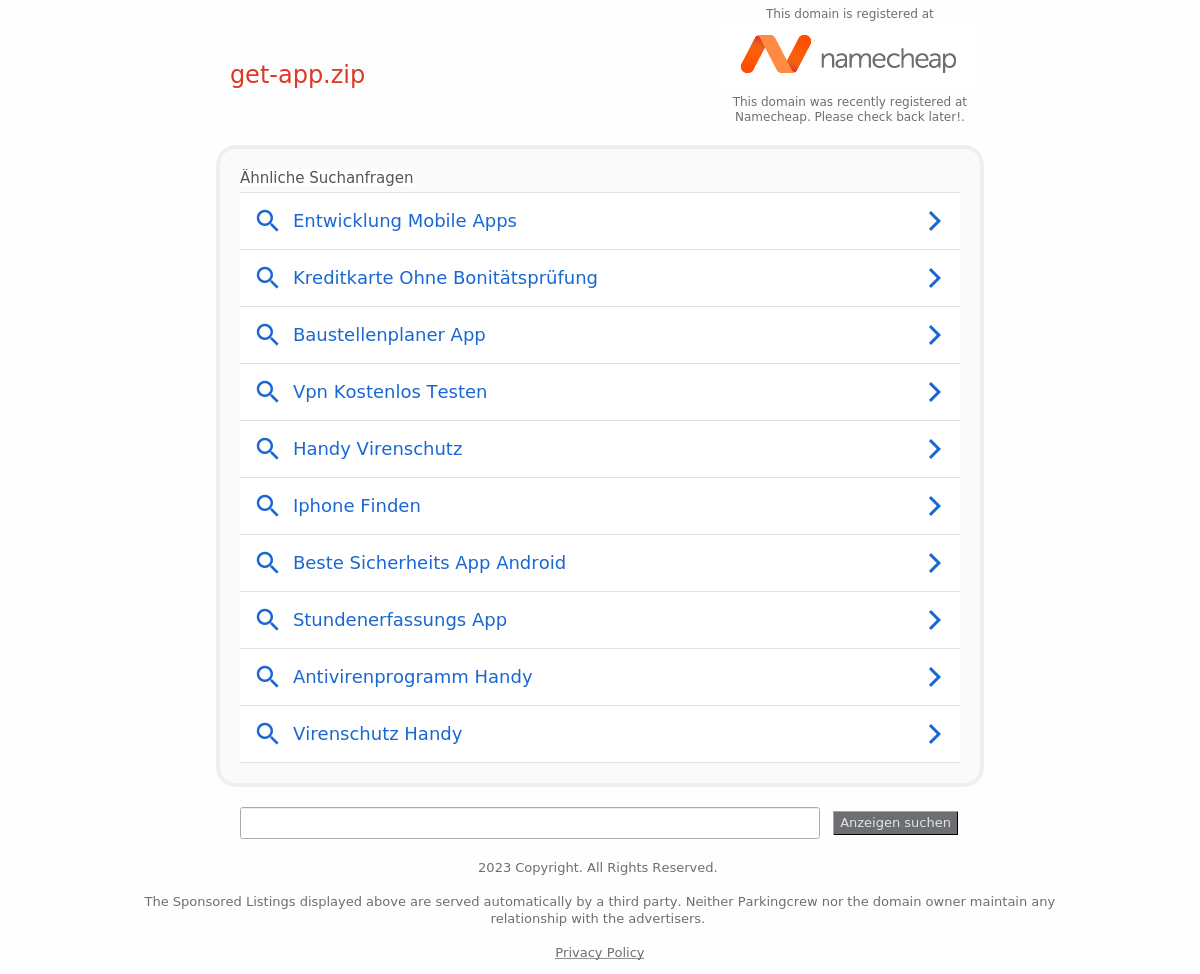 This domain is registered at
namecheap
get-app.zip
This domain was recently registered at
Namecheap. Please check back later!.
Ähnliche Suchanfragen
Entwicklung Mobile Apps
Kreditkarte Ohne Bonitätsprüfung
Baustellenplaner App
Vpn Kostenlos Testen
Handy Virenschutz
Iphone Finden
Beste Sicherheits App Android
Stundenerfassungs App
Antivirenprogramm Handy
Virenschutz Handy
Anzeigen suchen
2023 Copyright. All Rights Reserved.
The Sponsored Listings displayed above are served automatically by a third party. Neither Parkingcrew nor the domain owner maintain any
relationship with the advertisers.
Privacy Policy